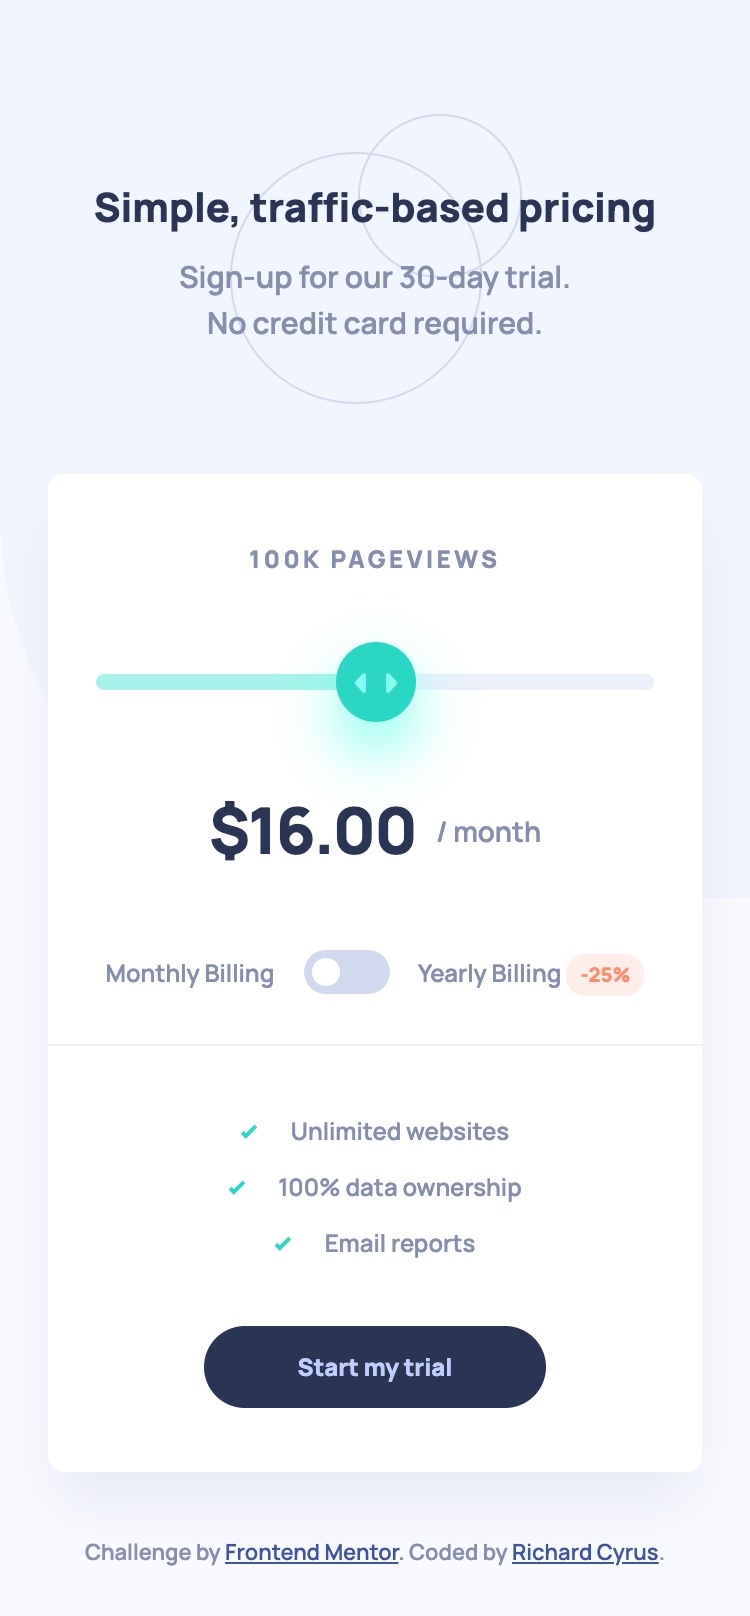 Simple, traffic-based pricing
Sign-up for our 30-day trial.
No credit card required.
100K PAGEVIEWS
$16.00 / month
Monthly Billing Yearly Billing -25%
Unlimited websites
100% data ownership
Email reports
Start my trial
Challenge by Frontend Mentor. Coded by Richard Cyrus.